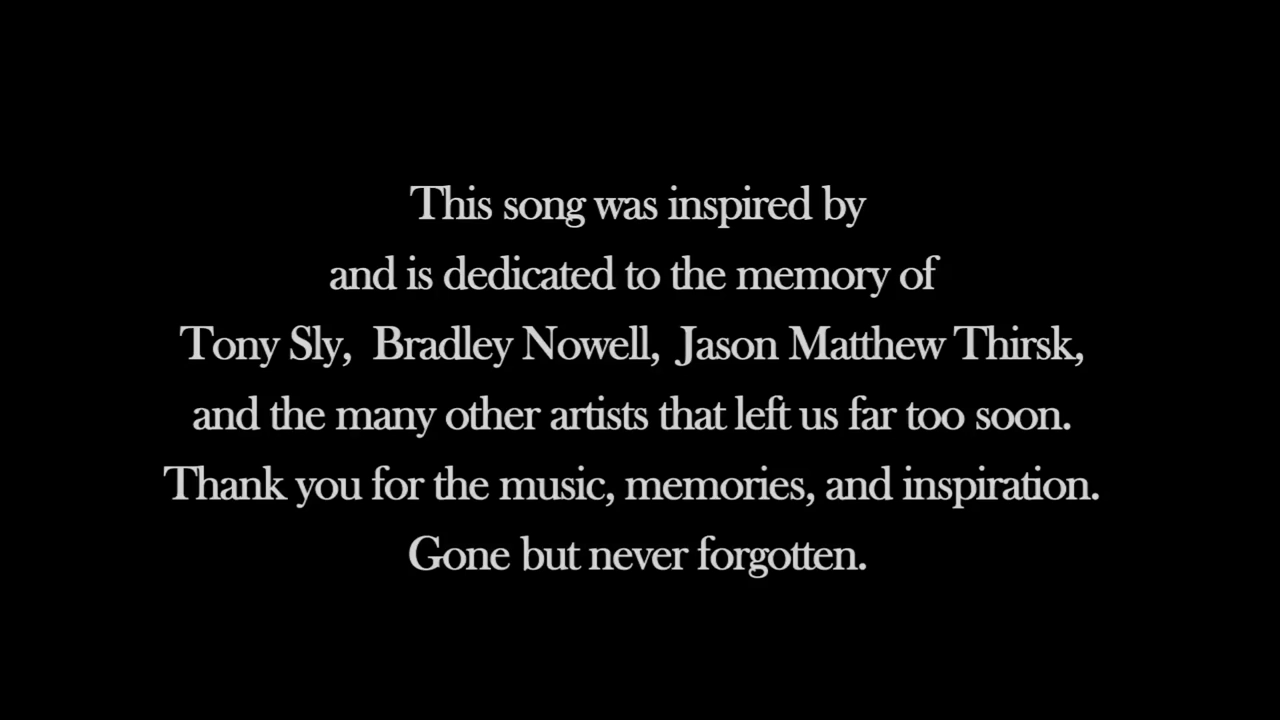 This song was inspired by
and is dedicated to the memory of
Tony Sly, Bradley Nowell, Jason Matthew Thirsk,
and the many other artists that left us far too soon.
Thank you for the music, memories, and inspiration.
Gone but never forgotten.